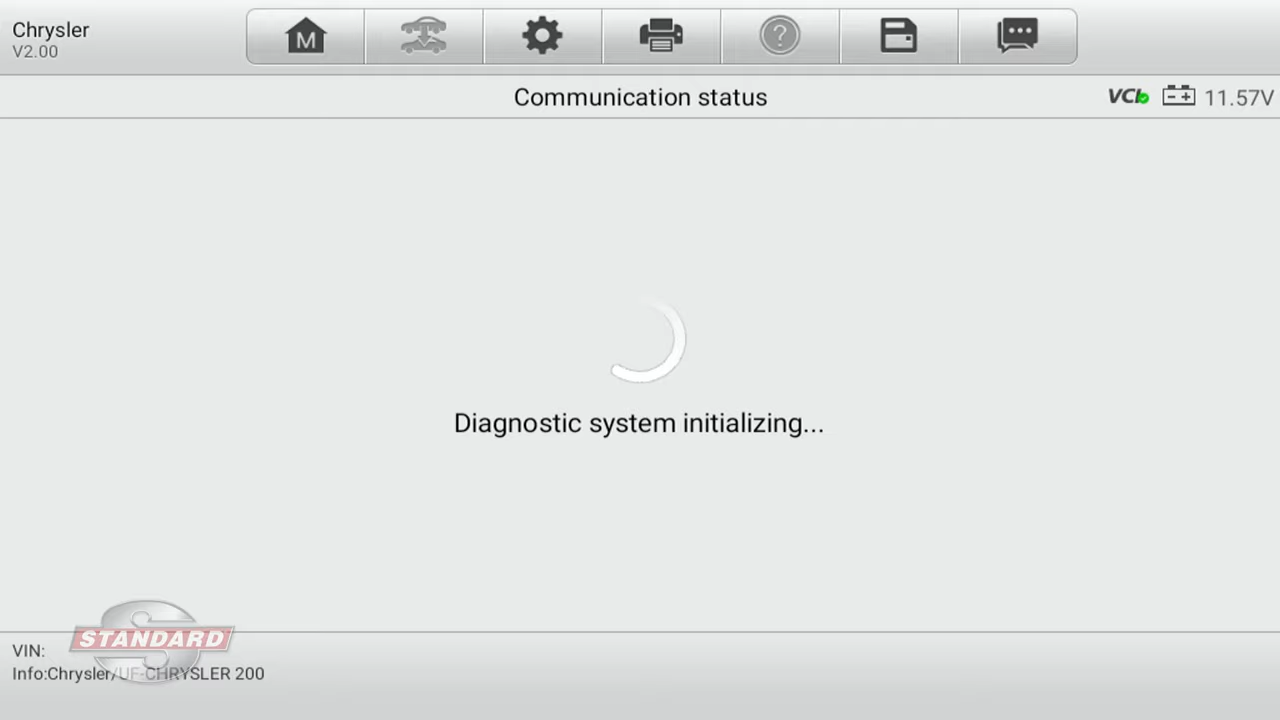 Chrysler
V2.00
M
?
Communication status
VCI
11.57V
Diagnostic system initializing...
STANDARD
VIN:
Info:Chrysler/UF-CHRYSLER 200